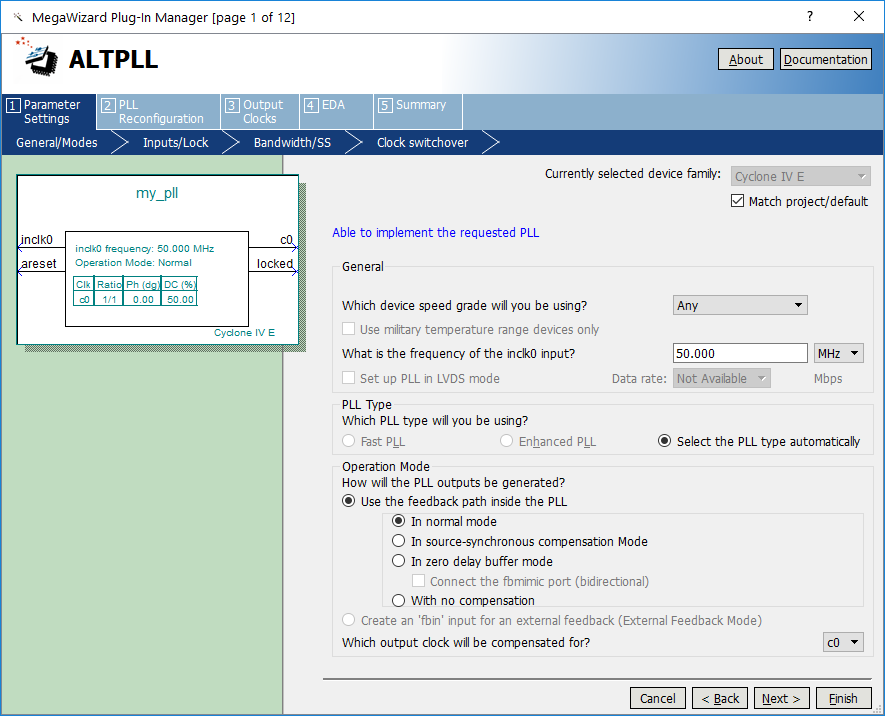 MegaWizard Plug-In Manager [page 1 of 12]
?
ALTPLL
About
Documentation
1 Parameter Settings
2 PLL Reconfiguration
3 Output Clocks
4 EDA
5 Summary
General/Modes
Inputs/Lock
Bandwidth/SS
Clock switchover
my_pll
inclk0
areset
c0
locked
inclk0 frequency: 50.000 MHz
Operation Mode: Normal
Clk Ratio Ph (dg) DC (%)
c0 1/1 0.00 50.00
Cyclone IV E
Currently selected device family: Cyclone IV E
Match project/default
Able to implement the requested PLL
General
Which device speed grade will you be using? Any
Use military temperature range devices only
What is the frequency of the inclk0 input? 50.000 MHz
Set up PLL in LVDS mode Data rate: Not Available Mbps
PLL Type
Which PLL type will you be using?
Fast PLL Enhanced PLL Select the PLL type automatically
Operation Mode
How will the PLL outputs be generated?
Use the feedback path inside the PLL
In normal mode
In source-synchronous compensation Mode
In zero delay buffer mode
Connect the fbmimic port (bidirectional)
With no compensation
Create an 'fbin' input for an external feedback (External Feedback Mode)
Which output clock will be compensated for? c0
Cancel < Back Next > Finish